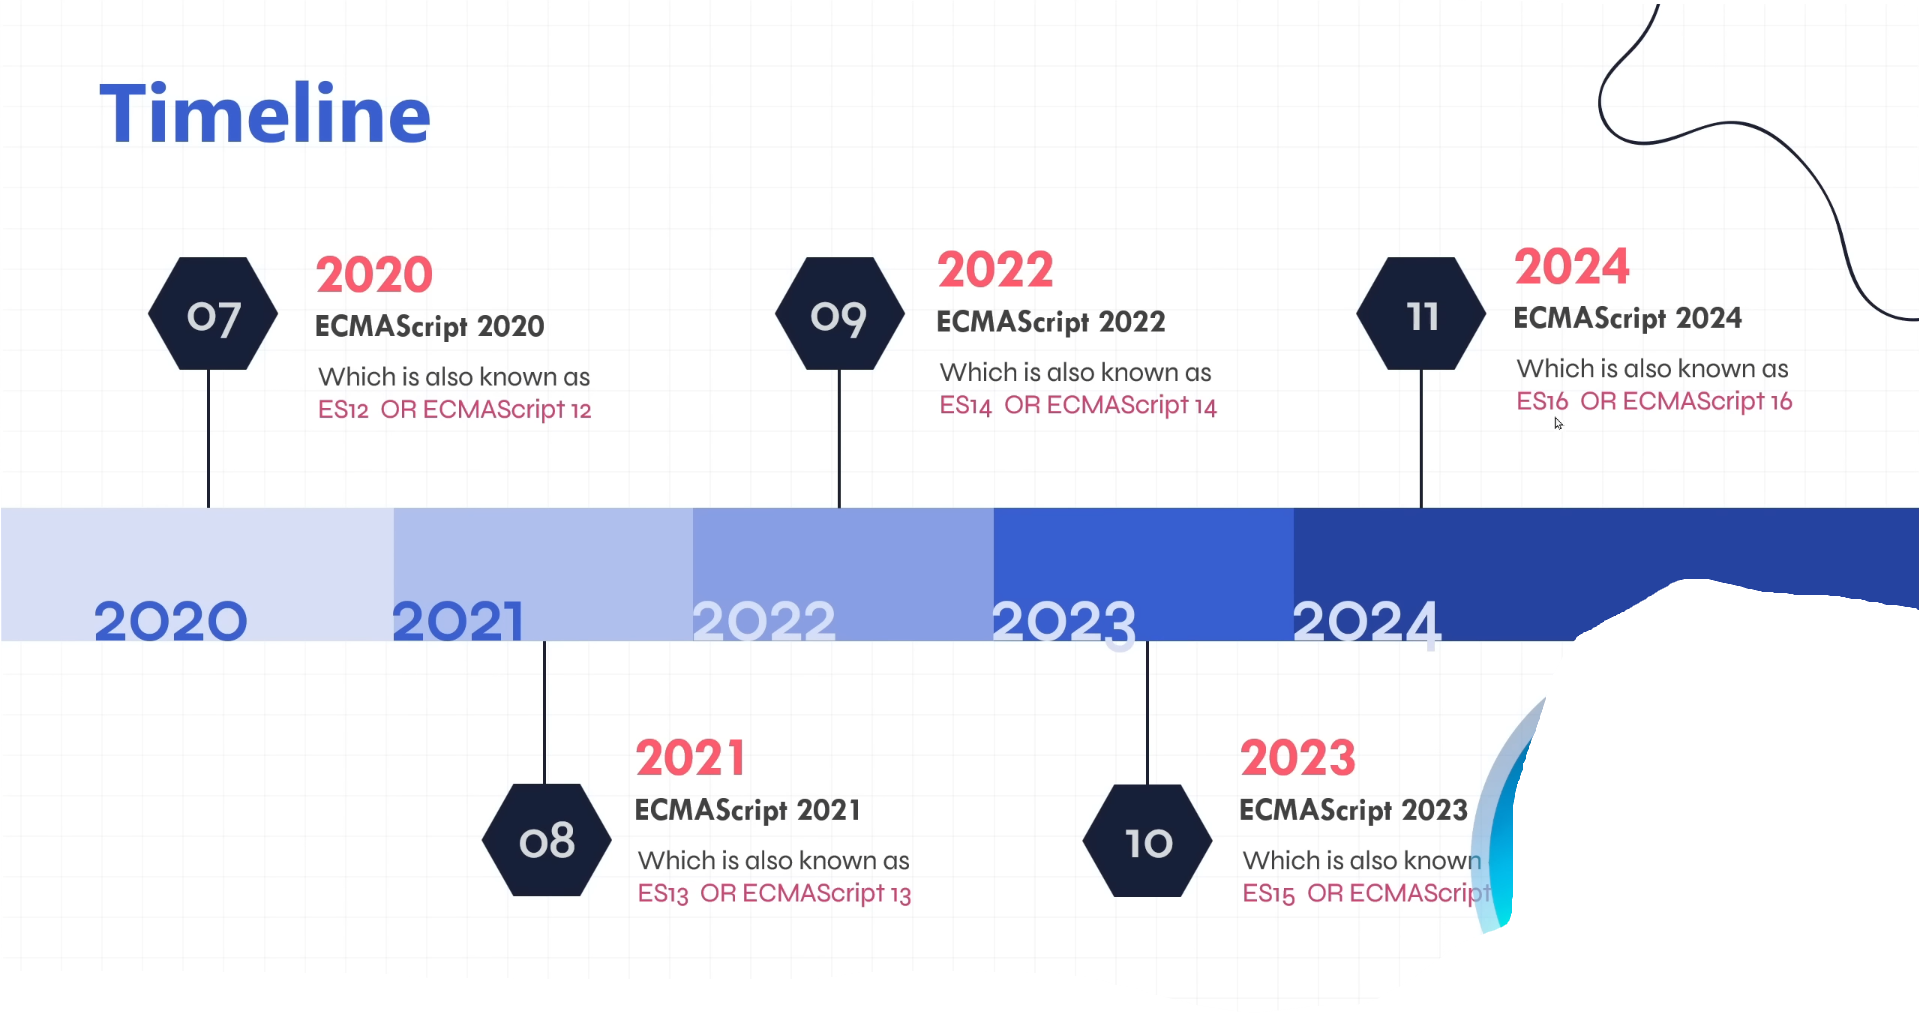 Timeline
07
2020
ECMAScript 2020
Which is also known as
ES12 OR ECMAScript 12
09
2022
ECMAScript 2022
Which is also known as
ES14 OR ECMAScript 14
11
2024
ECMAScript 2024
Which is also known as
ES16 OR ECMAScript 16
2020
2021
2022
2023
2024
08
2021
ECMAScript 2021
Which is also known as
ES13 OR ECMAScript 13
10
2023
ECMAScript 2023
Which is also known
ES15 OR ECMAScript